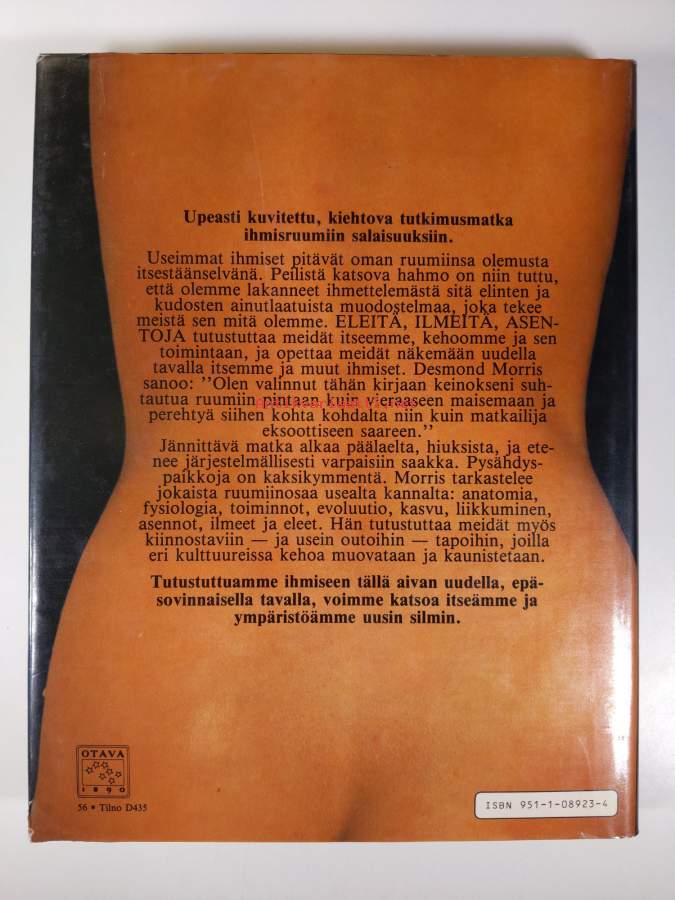 Upeasti kuvitettu, kiehtova tutkimusmatka
ihmisruumiin salaisuuksiin.
Useimmat ihmiset pitävät oman ruumiinsa olemusta
itsestäänselvänä. Peilistä katsova hahmo on niin tuttu,
että olemme lakanneet ihmettelemästä sitä elinten ja
kudosten ainutlaatuista muodostelmaa, joka tekee
meistä sen mitä olemme. ELEITÄ, ILMEITÄ, ASEN-
TOJA tutustuttaa meidät itseemme, kehoomme ja sen
toimintaan, ja opettaa meidät näkemään uudella
tavalla itsemme ja muut ihmiset. Desmond Morris
sanoo: ''Olen valinnut tähän kirjaan keinokseni suh-
tautua ruumiin pintaan kuin vieraaseen maisemaan ja
perehtyä siihen kohta kohdalta niin kuin matkailija
eksoottiseen saareen.''
Jännittävä matka alkaa päälaelta, hiuksista, ja ete-
nee järjestelmällisesti varpaisiin saakka. Pysähdys-
paikkoja on kaksikymmentä. Morris tarkastelee
jokaista ruumiinosaa usealta kannalta: anatomia,
fysiologia, toiminnot, evoluutio, kasvu, liikkuminen,
asennot, ilmeet ja eleet. Hän tutustuttaa meidät myös
kiinnostaviin — ja usein outoihin — tapoihin, joilla
eri kulttuureissa kehoa muovataan ja kaunistetaan.
Tutustuttuamme ihmiseen tällä aivan uudella, epä-
sovinnaisella tavalla, voimme katsoa itseämme ja
ympäristöämme uusin silmin.
OTAVA
1890
56 • Tilno D435
ISBN 951-1-08923-4